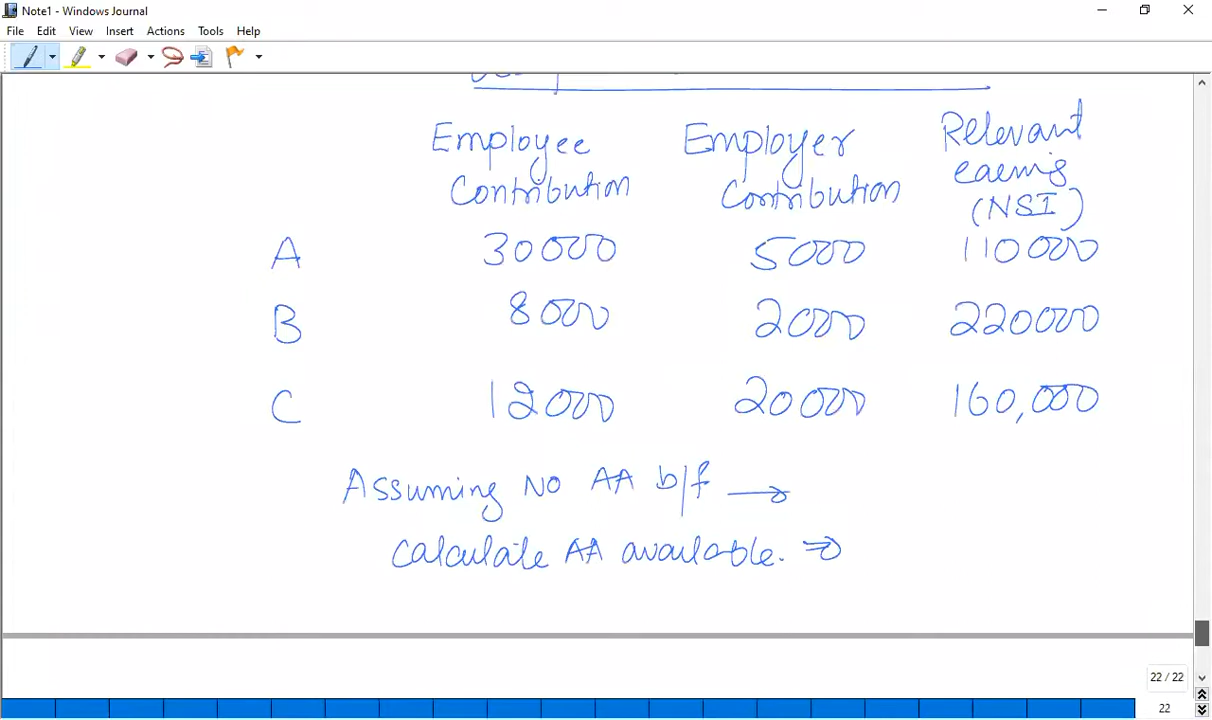 Note1 - Windows Journal
File Edit View Insert Actions Tools Help
Employee Contribution Employer Contribution Relevant earning (NSI)
A 30000 5000 110000
B 8000 2000 220000
C 12000 20000 160,000
Assuming NO AA b/f →
Calculate AA available. ⇒
22 / 22
22